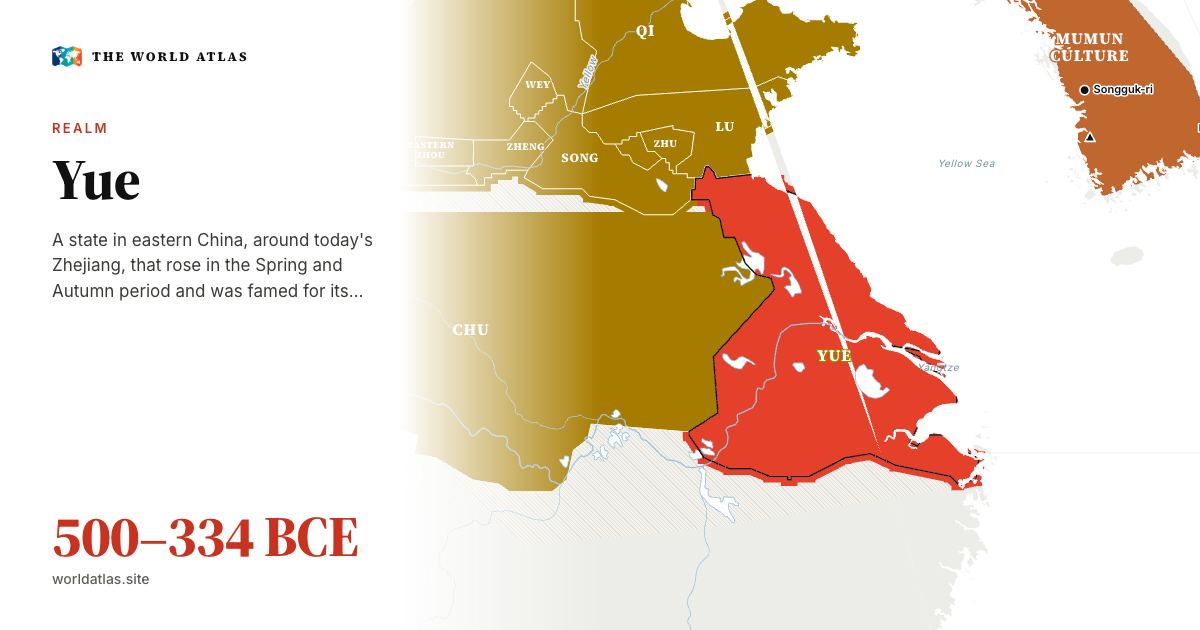 THE WORLD ATLAS
REALM
Yue
A state in eastern China, around today's
Zhejiang, that rose in the Spring and
Autumn period and was famed for its...
500–334 BCE
worldatlas.site
QI
MUMUN
CULTURE
Songguk-ri
Yellow
WEY
LU
EASTERN
ZHOU
ZHENG
SONG
ZHU
Yellow Sea
CHU
YUE
Yangtze